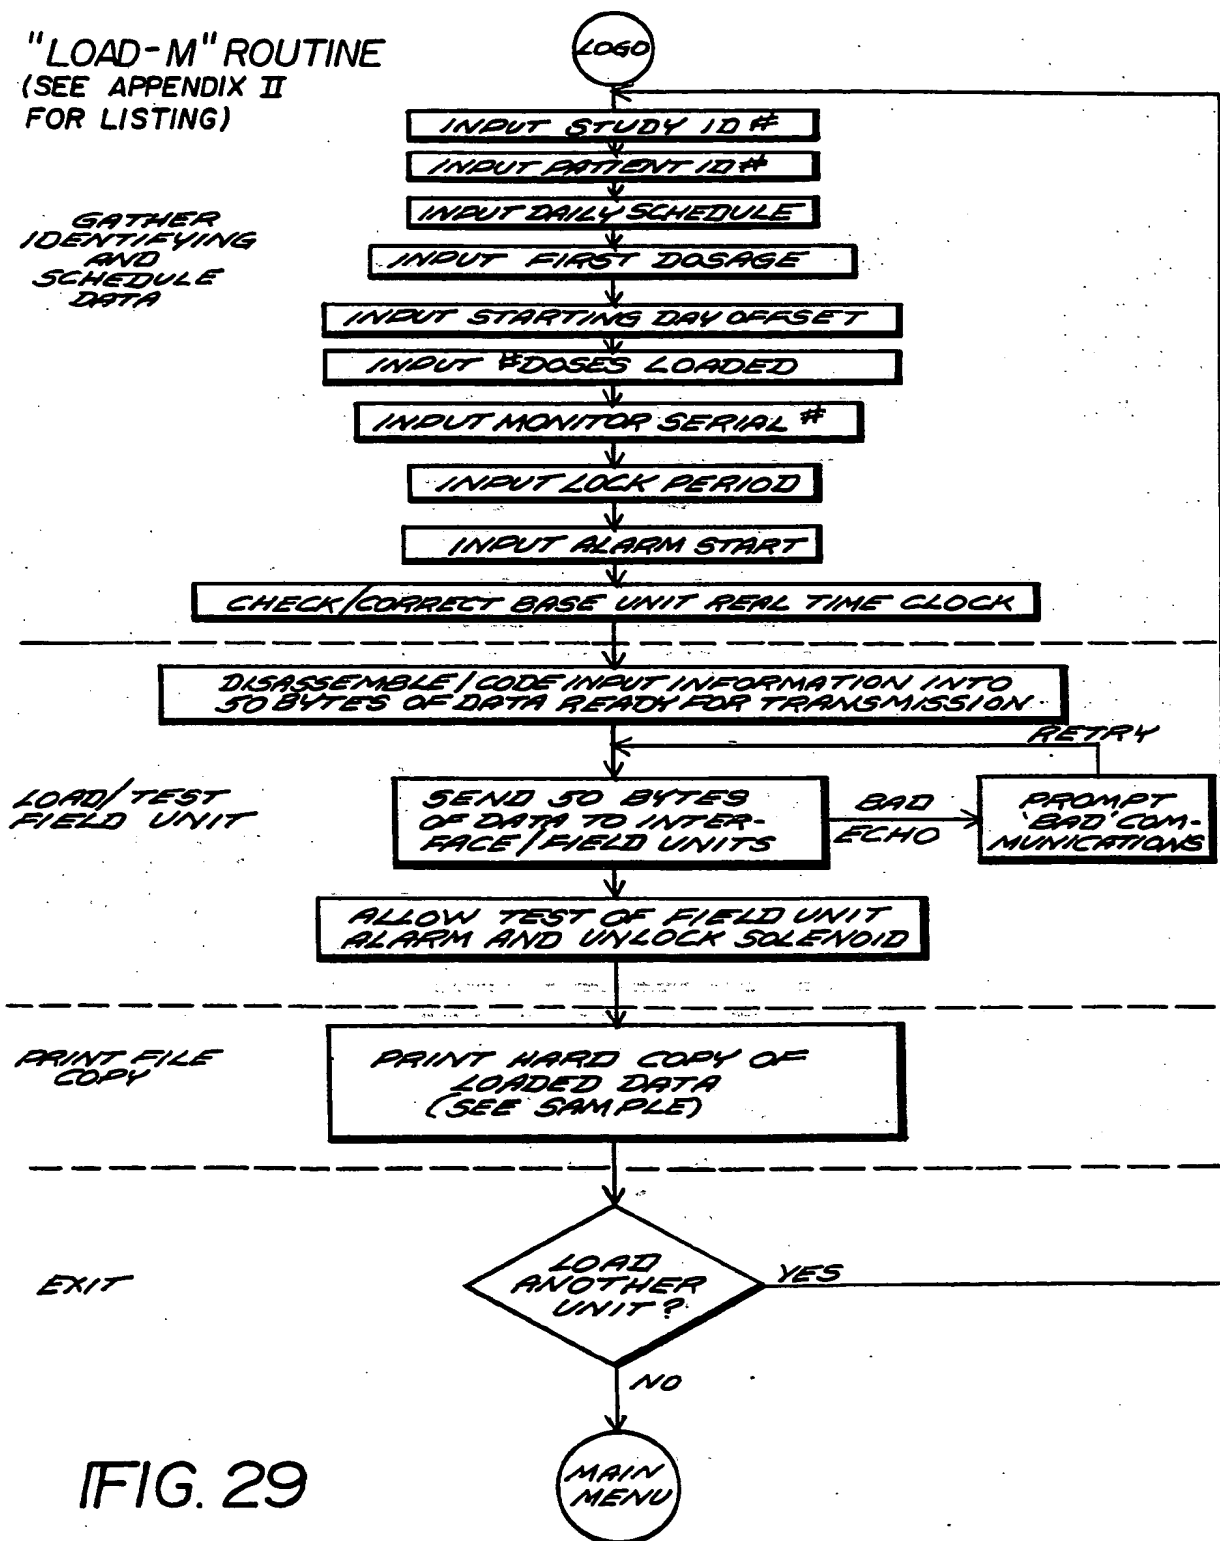 "LOAD-M" ROUTINE
(SEE APPENDIX II
FOR LISTING)
LOGO
INPUT STUDY ID #
INPUT PATIENT ID #
INPUT DAILY SCHEDULE
GATHER
IDENTIFYING
AND
SCHEDULE
DATA
INPUT FIRST DOSAGE
INPUT STARTING DAY OFFSET
INPUT #DOSES LOADED
INPUT MONITOR SERIAL #
INPUT LOCK PERIOD
INPUT ALARM START
CHECK/CORRECT BASE UNIT REAL TIME CLOCK
DISASSEMBLE/CODE INPUT INFORMATION INTO
50 BYTES OF DATA READY FOR TRANSMISSION
RETRY
LOAD/TEST
FIELD UNIT
SEND 50 BYTES
OF DATA TO INTER-
FACE/FIELD UNITS
BAD
ECHO
PROMPT
'BAD' COM-
MUNICATIONS
ALLOW TEST OF FIELD UNIT
ALARM AND UNLOCK SOLENOID
PRINT FILE
COPY
PRINT HARD COPY OF
LOADED DATA
(SEE SAMPLE)
EXIT
LOAD
ANOTHER
UNIT?
YES
NO
MAIN
MENU
FIG. 29